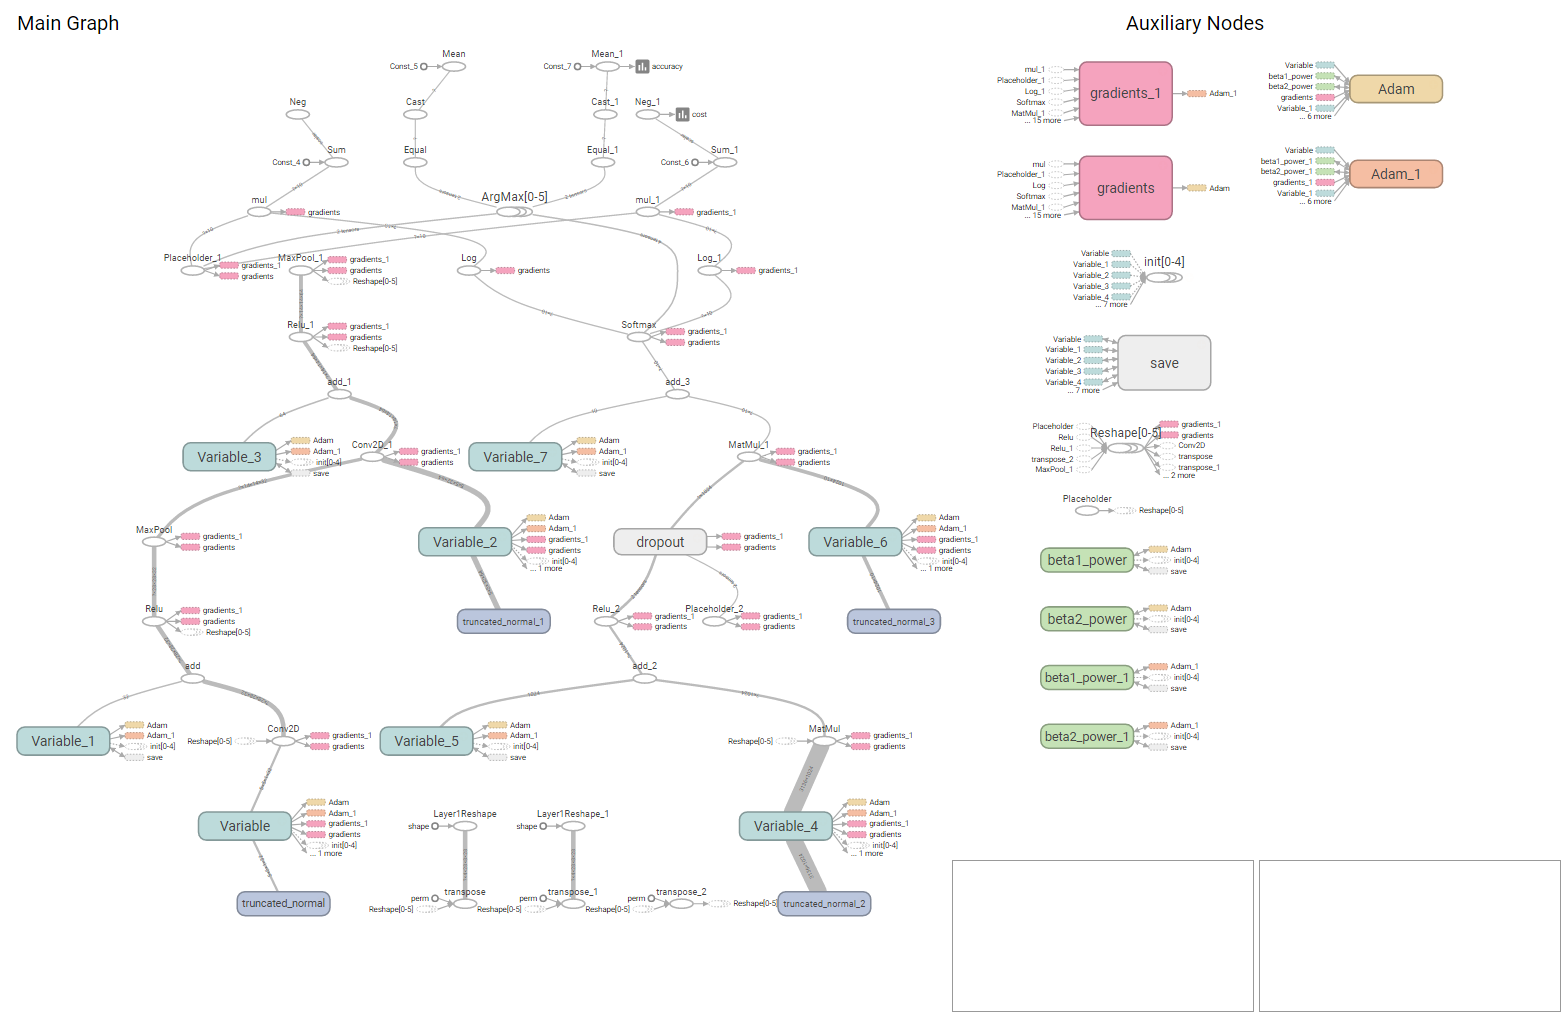 Main Graph
Auxiliary Nodes
Mean
Const_5
Mean_1
Const_7
accuracy
Neg
Cast
Cast_1
Neg_1
cost
Const_4
Sum
Equal
Equal_1
Const_6
Sum_1
mul
gradients
ArgMax[0-5]
mul_1
gradients_1
Placeholder_1
gradients_1
gradients
MaxPool_1
gradients_1
gradients
Reshape[0-5]
Log
gradients
Log_1
gradients_1
Relu_1
gradients_1
gradients
Reshape[0-5]
Softmax
gradients_1
gradients
add_1
add_3
Variable_3
Adam
Adam_1
init[0-4]
save
Conv2D_1
gradients_1
gradients
Variable_7
Adam
Adam_1
init[0-4]
save
MatMul_1
gradients_1
gradients
MaxPool
gradients_1
gradients
Variable_2
Adam
Adam_1
gradients_1
gradients
init[0-4]
... 1 more
dropout
gradients_1
gradients
Variable_6
Adam
Adam_1
gradients_1
gradients
init[0-4]
... 1 more
Relu
gradients_1
gradients
Reshape[0-5]
truncated_normal_1
Relu_2
gradients_1
gradients
Placeholder_2
gradients_1
gradients
truncated_normal_3
add
add_2
Variable_1
Adam
Adam_1
init[0-4]
save
Reshape[0-5]
Conv2D
gradients_1
gradients
Variable_5
Adam
Adam_1
init[0-4]
save
Reshape[0-5]
MatMul
gradients_1
gradients
Variable
Adam
Adam_1
gradients_1
gradients
init[0-4]
... 1 more
Layer1Reshape
shape
Layer1Reshape_1
shape
Variable_4
Adam
Adam_1
gradients_1
gradients
init[0-4]
... 1 more
truncated_normal
transpose
perm
Reshape[0-5]
transpose_1
perm
Reshape[0-5]
transpose_2
perm
Reshape[0-5]
Reshape[0-5]
truncated_normal_2
mul_1
Placeholder_1
Log_1
Softmax
MatMul_1
... 15 more
gradients_1
Adam_1
Variable
beta1_power
beta2_power
gradients
Variable_1
... 6 more
Adam
mul
Placeholder_1
Log
Softmax
MatMul_1
... 15 more
gradients
Adam
Variable
beta1_power_1
beta2_power_1
gradients_1
Variable_1
... 6 more
Adam_1
Variable
Variable_1
Variable_2
Variable_3
Variable_4
... 7 more
init[0-4]
Variable
Variable_1
Variable_2
Variable_3
Variable_4
... 7 more
save
Placeholder
Relu
Relu_1
transpose_2
MaxPool_1
Reshape[0-5]
gradients_1
gradients
Conv2D
transpose
transpose_1
... 2 more
Placeholder
Reshape[0-5]
beta1_power
Adam
init[0-4]
save
beta2_power
Adam
init[0-4]
save
beta1_power_1
Adam_1
init[0-4]
save
beta2_power_1
Adam_1
init[0-4]
save